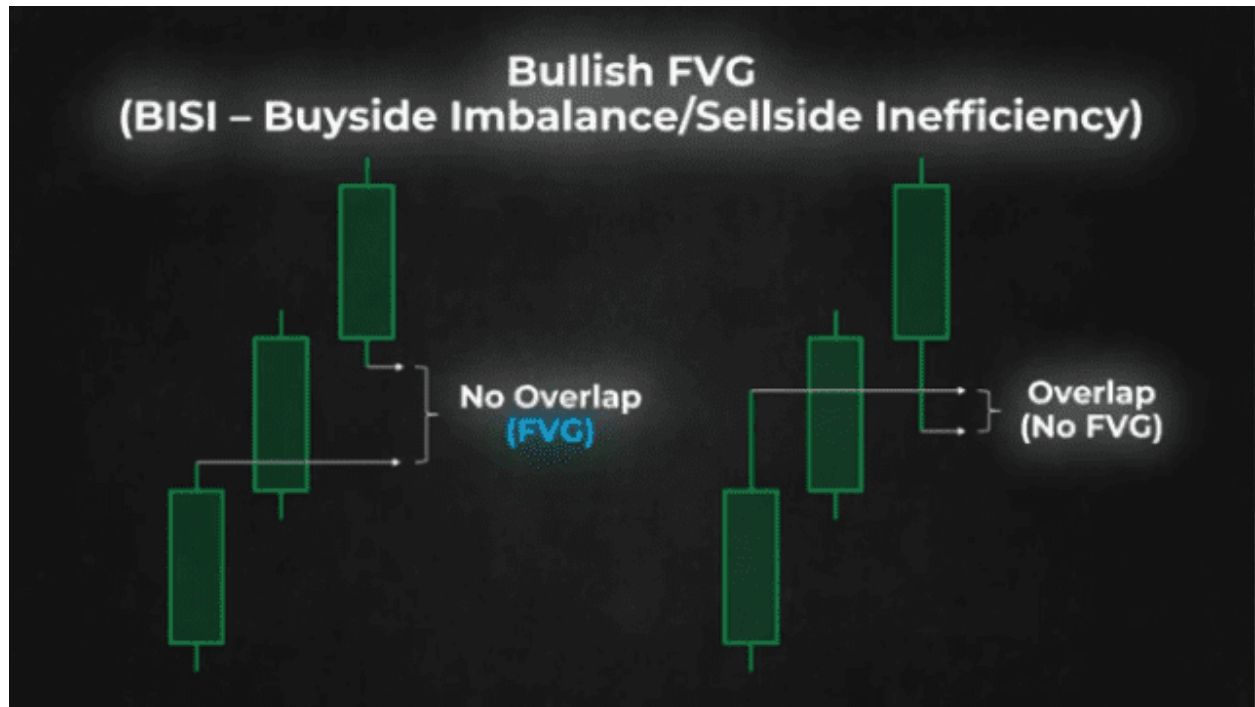 Bullish FVG
(BISI – Buyside Imbalance/Sellside Inefficiency)
No Overlap
(FVG)
Overlap
(No FVG)